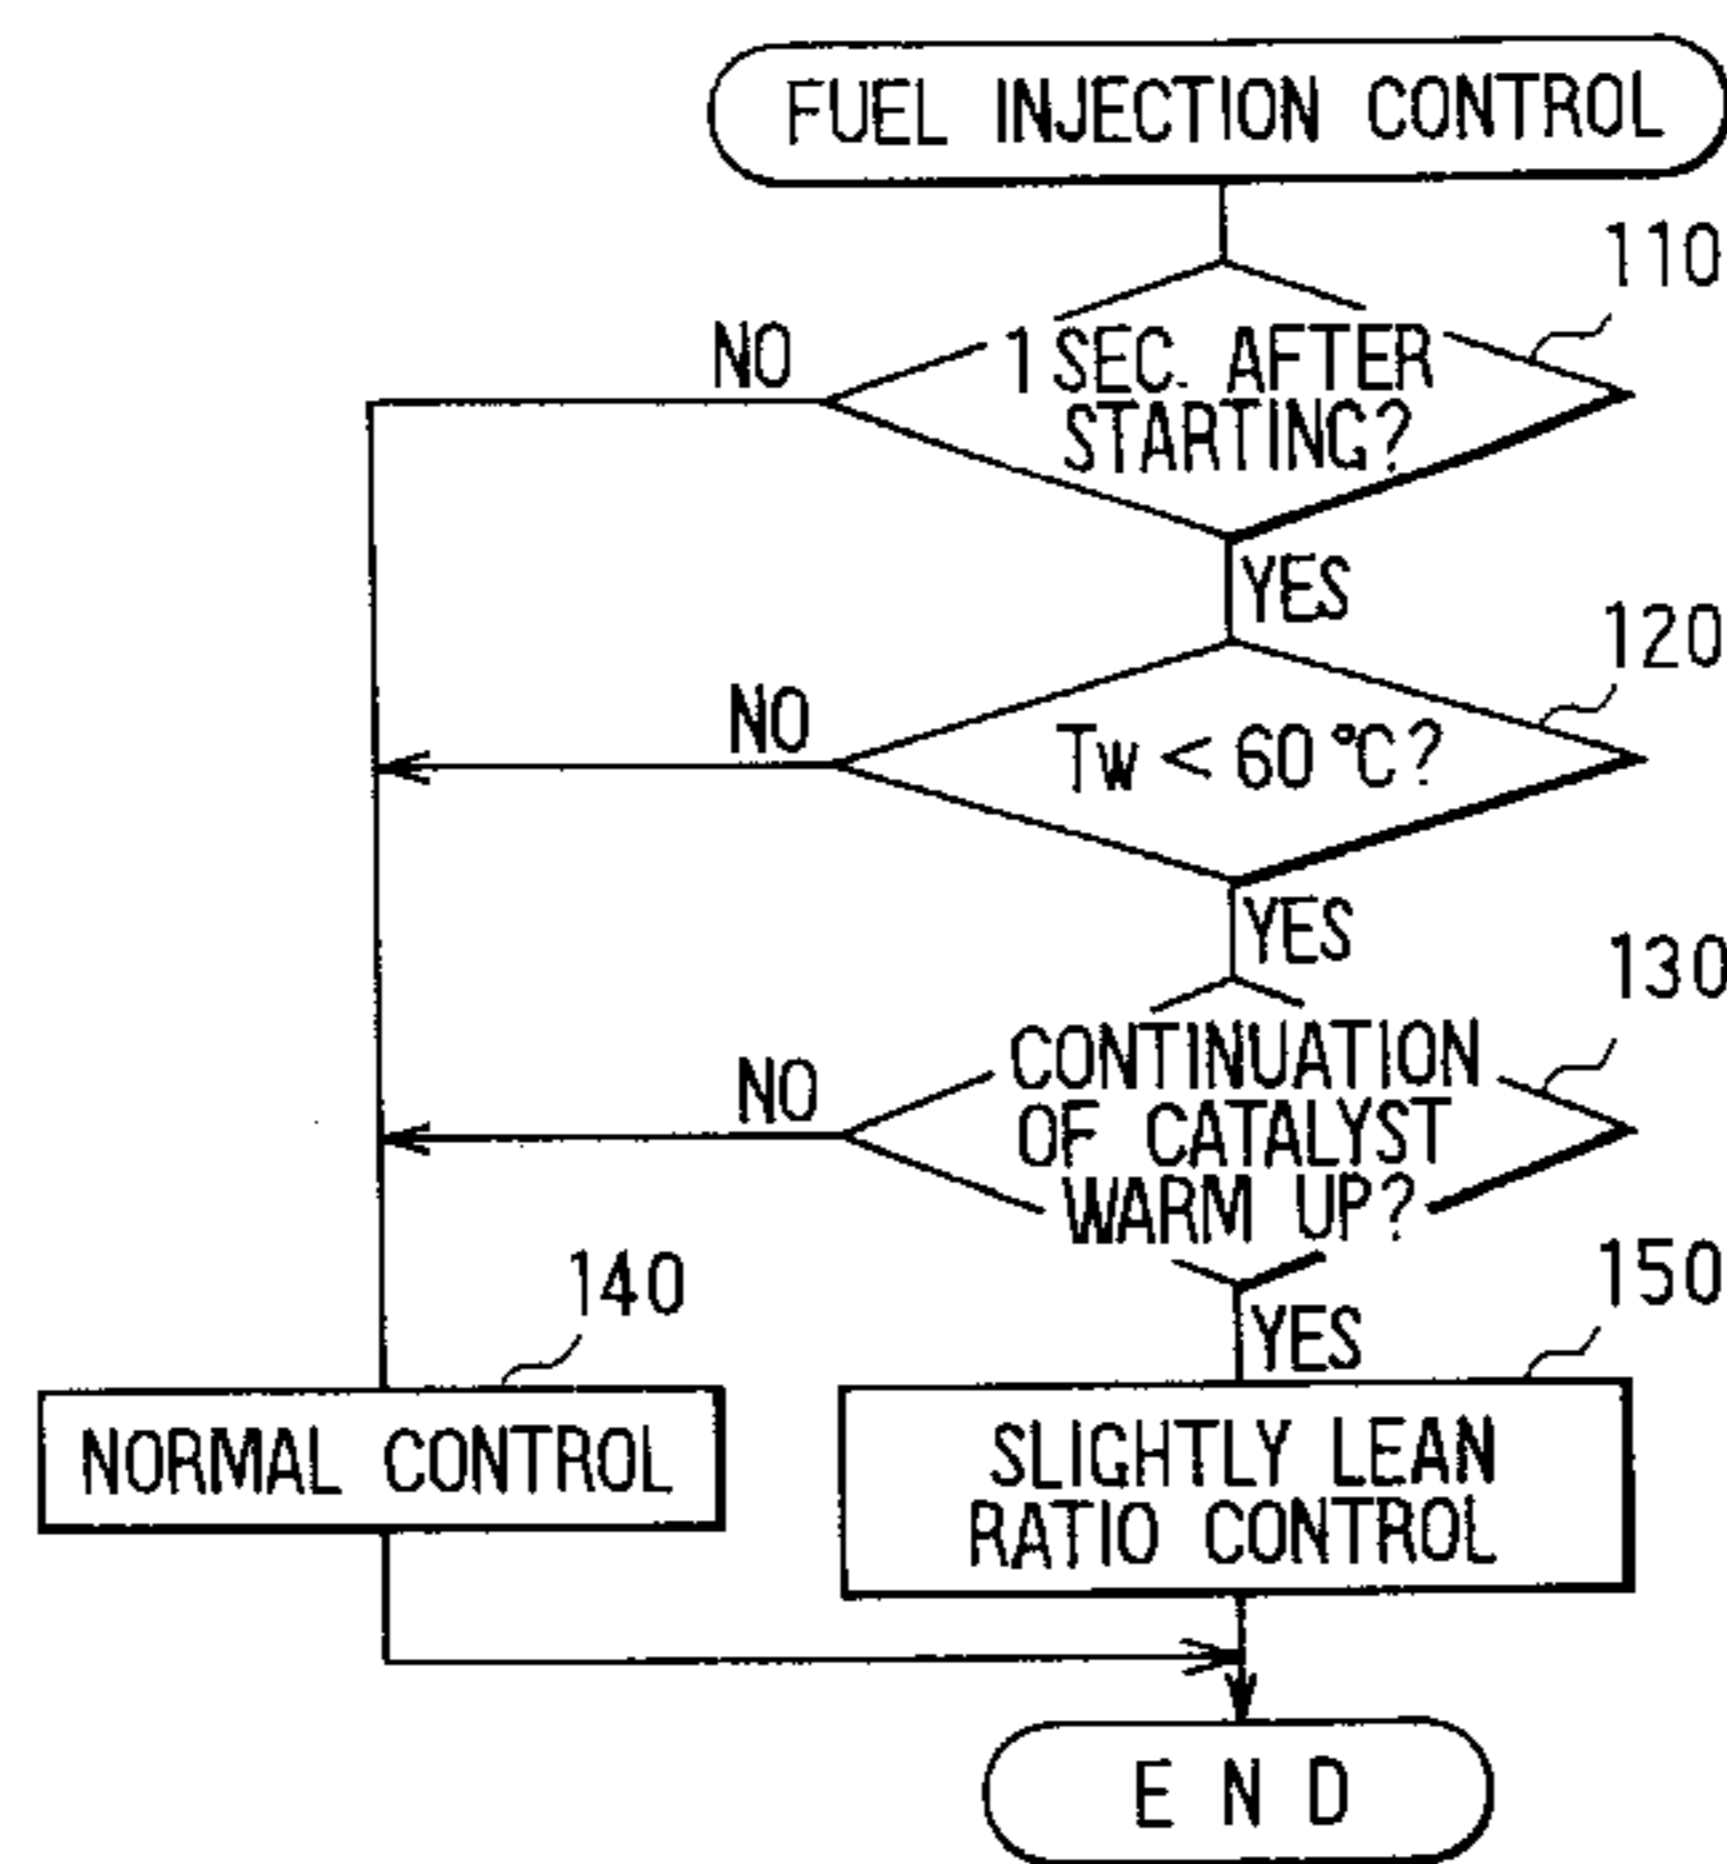 FUEL INJECTION CONTROL
110
NO
1 SEC. AFTER
STARTING?
YES
120
NO
Tw < 60 °C?
YES
130
NO
CONTINUATION
OF CATALYST
WARM UP?
YES
140
150
NORMAL CONTROL
SLIGHTLY LEAN
RATIO CONTROL
END